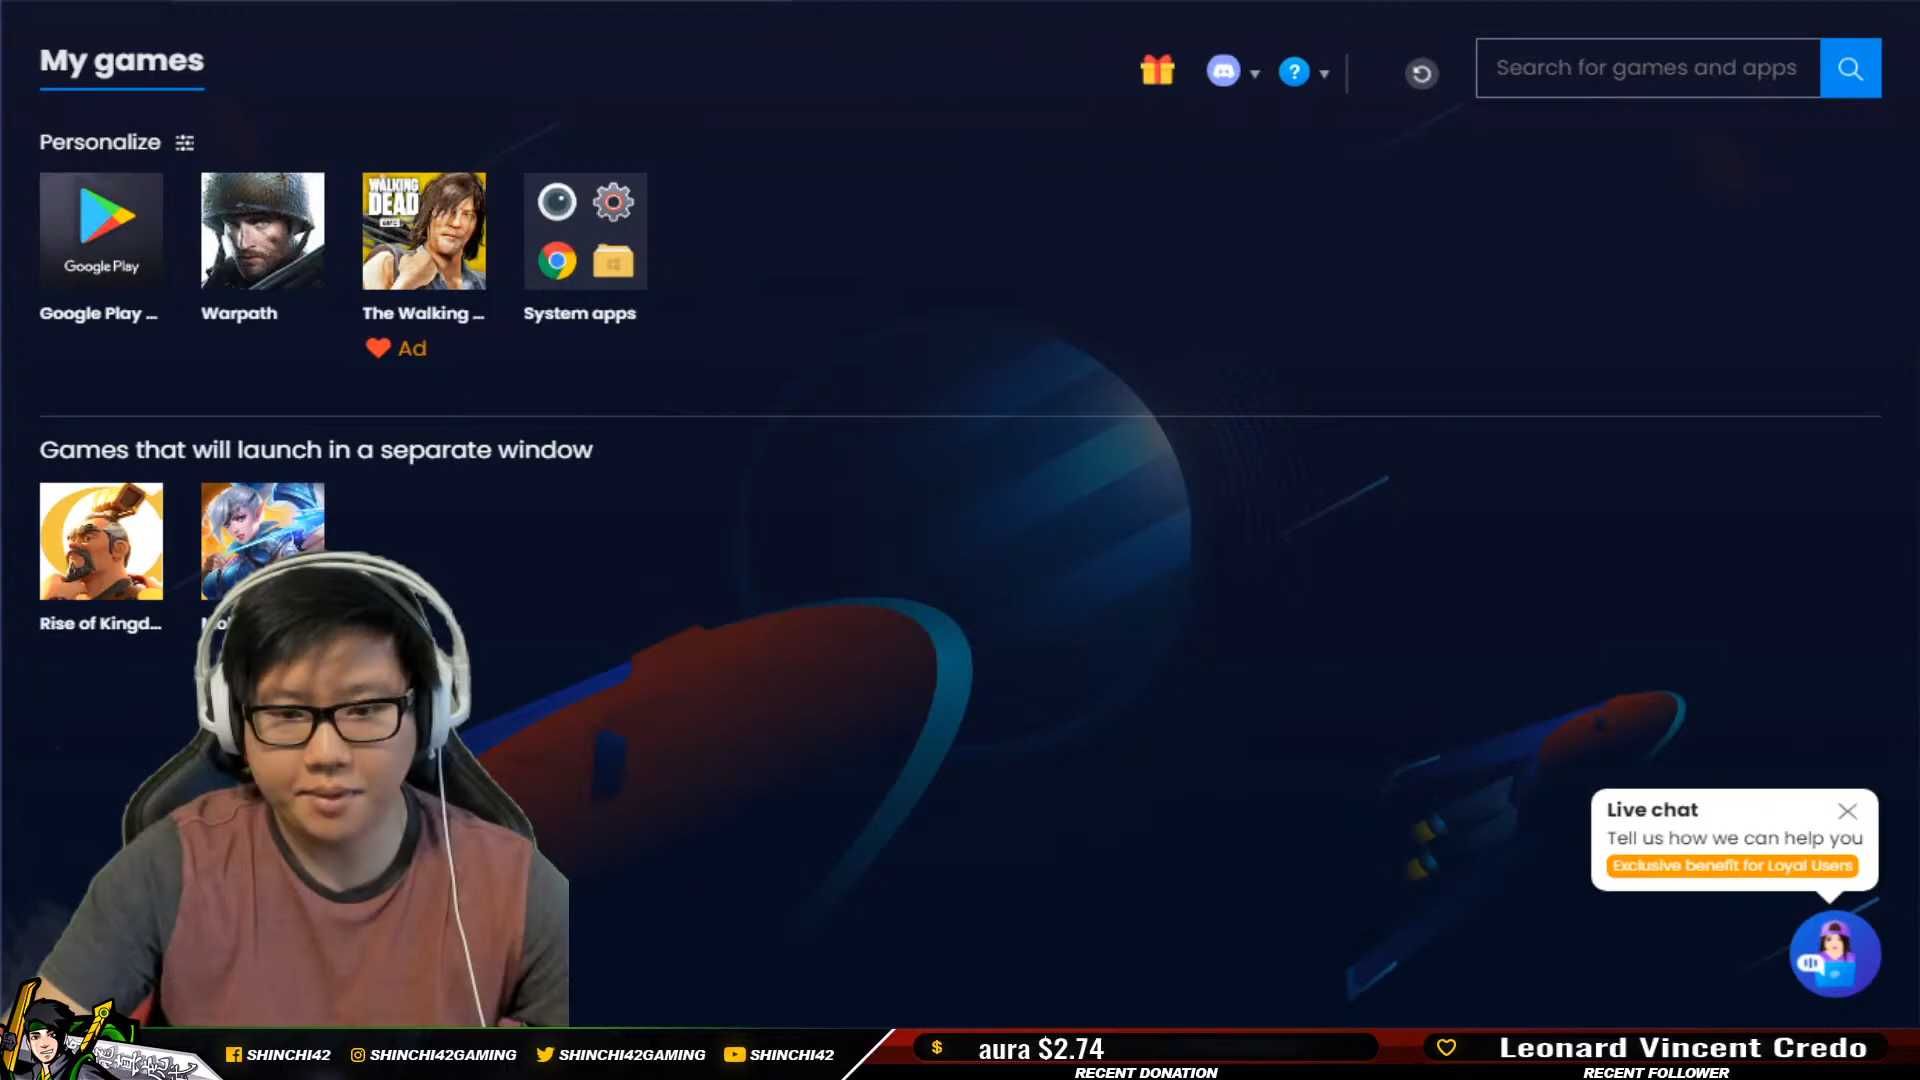 My games
Search for games and apps
Personalize
WALKING
DEAD
AMC
Google Play
Google Play ...
Warpath
The Walking ...
System apps
Ad
Games that will launch in a separate window
Rise of Kingd...
Live chat
Tell us how we can help you
Exclusive benefit for Loyal Users
SHINCHI42
SHINCHI42GAMING
SHINCHI42GAMING
SHINCHI42
$
aura $2.74
RECENT DONATION
Leonard Vincent Credo
RECENT FOLLOWER